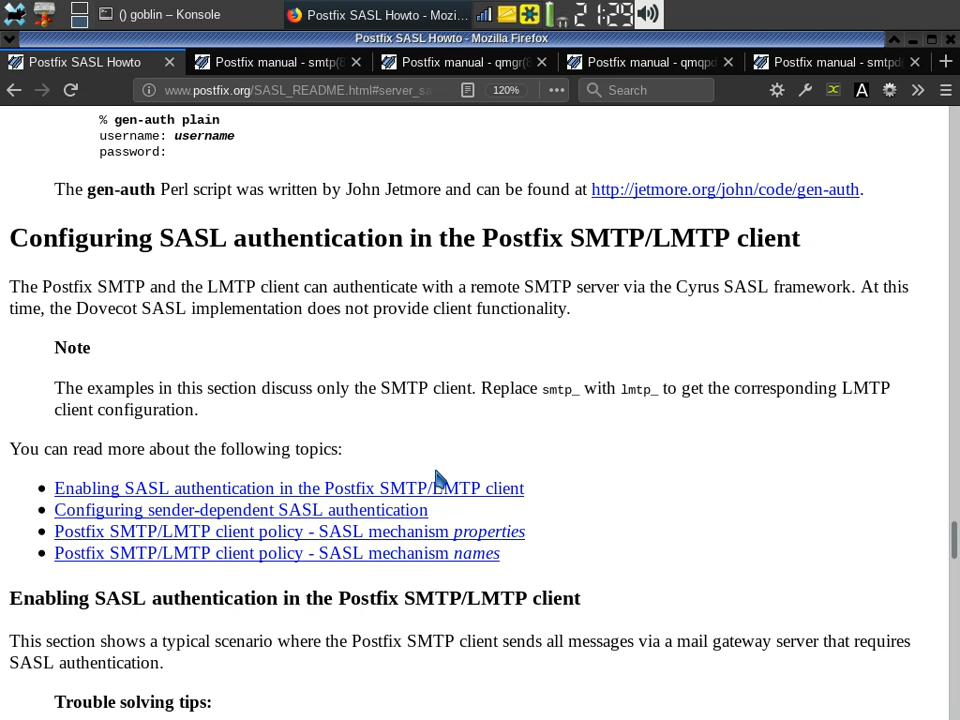 () goblin – Konsole
Postfix SASL Howto - Mozi...
2 1:29
Postfix SASL Howto - Mozilla Firefox
Postfix SASL Howto
Postfix manual - smtp(8
Postfix manual - qmgr(8
Postfix manual - qmqpd
Postfix manual - smtpd(
www.postfix.org/SASL_README.html#server_sa
120%
Search
% gen-auth plain
username: username
password:
The gen-auth Perl script was written by John Jetmore and can be found at http://jetmore.org/john/code/gen-auth.
Configuring SASL authentication in the Postfix SMTP/LMTP client
The Postfix SMTP and the LMTP client can authenticate with a remote SMTP server via the Cyrus SASL framework. At this
time, the Dovecot SASL implementation does not provide client functionality.
Note
The examples in this section discuss only the SMTP client. Replace smtp_ with lmtp_ to get the corresponding LMTP
client configuration.
You can read more about the following topics:
• Enabling SASL authentication in the Postfix SMTP/LMTP client
• Configuring sender-dependent SASL authentication
• Postfix SMTP/LMTP client policy - SASL mechanism properties
• Postfix SMTP/LMTP client policy - SASL mechanism names
Enabling SASL authentication in the Postfix SMTP/LMTP client
This section shows a typical scenario where the Postfix SMTP client sends all messages via a mail gateway server that requires
SASL authentication.
Trouble solving tips: